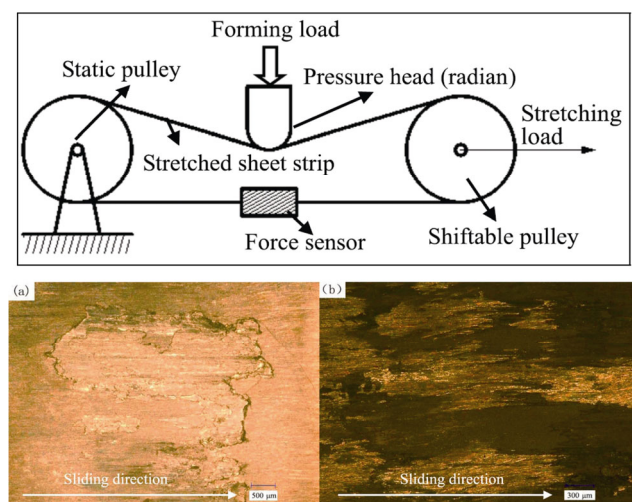 Forming load
Static pulley
Pressure head (radian)
Stretching
load
Stretched sheet strip
Force sensor
Shiftable pulley
(a)
(b)
Sliding direction
500 μm
Sliding direction
300 μm